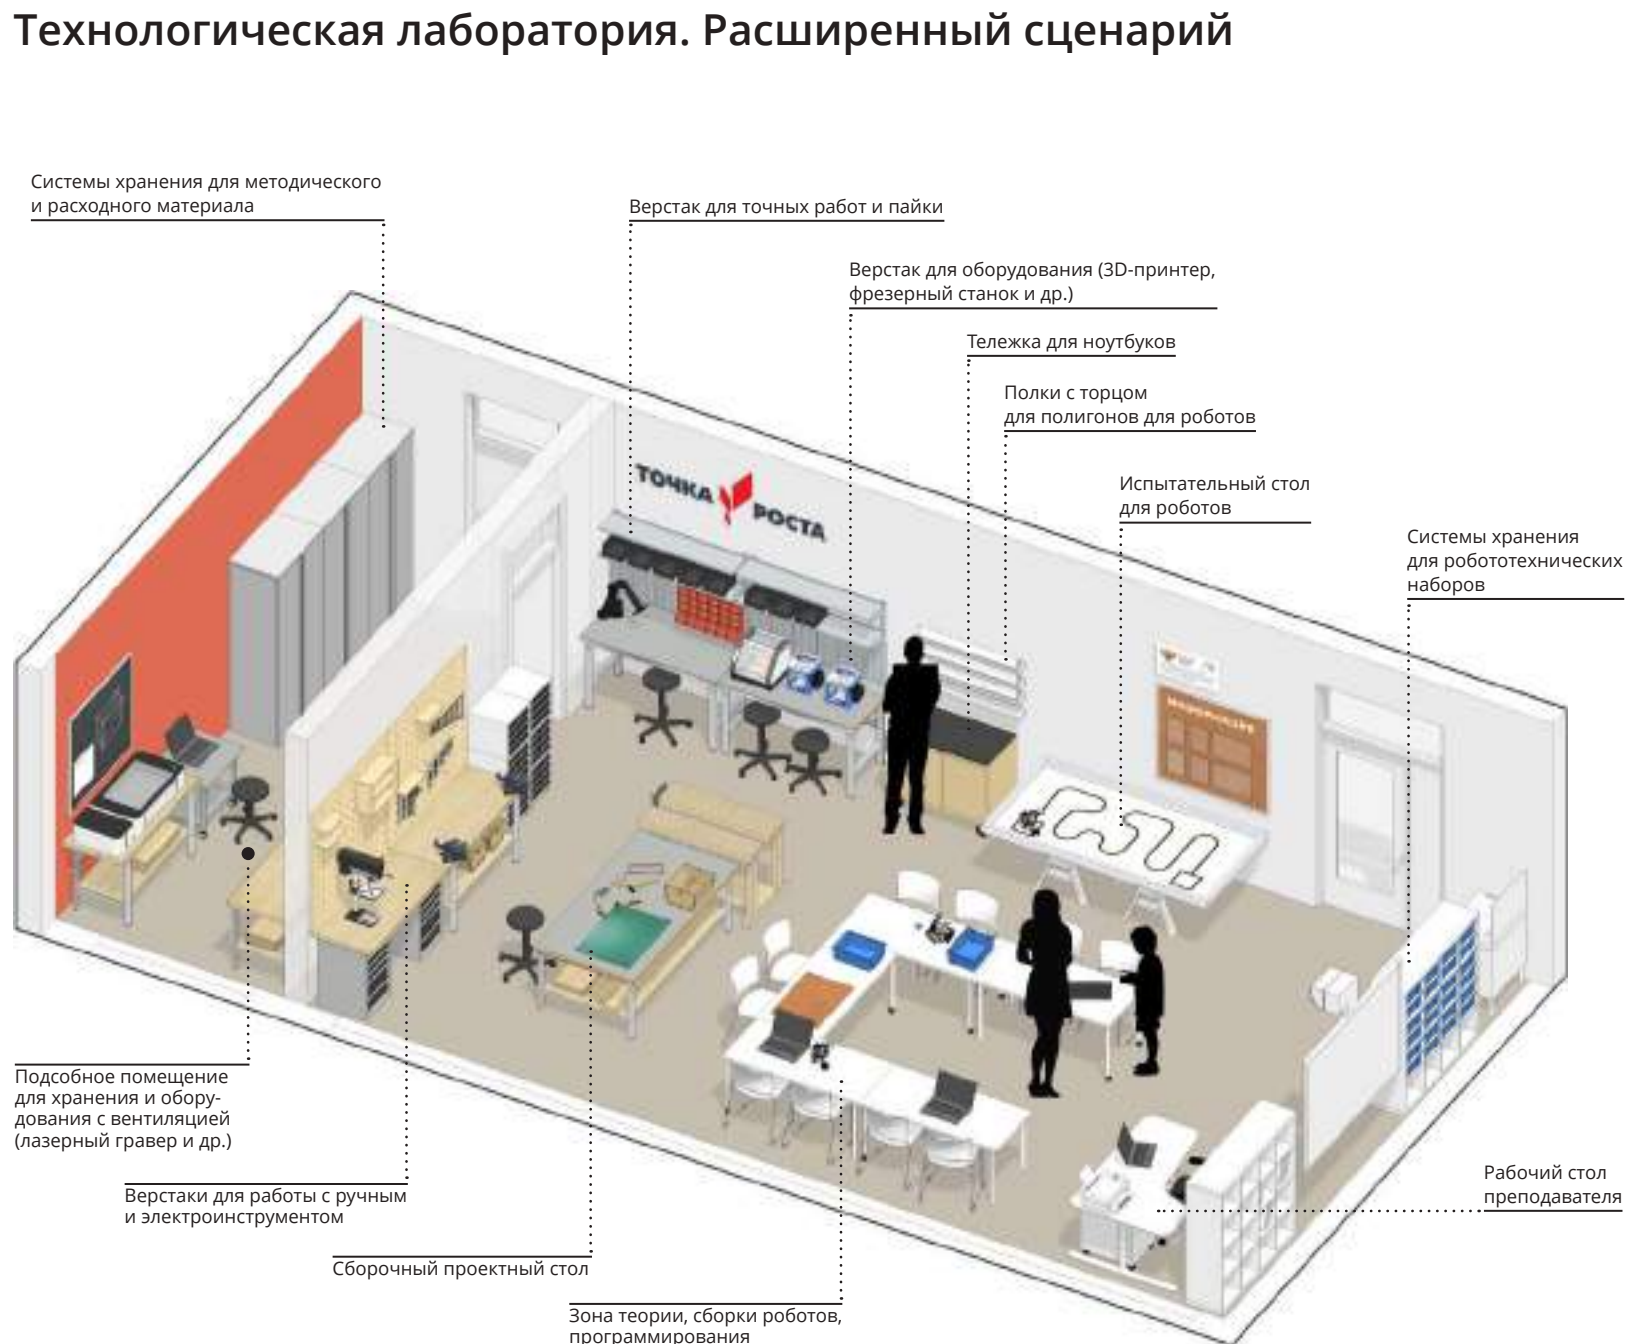 Технологическая лаборатория. Расширенный сценарий
Системы хранения для методического
и расходного материала
Верстак для точных работ и пайки
Верстак для оборудования (3D-принтер,
фрезерный станок и др.)
Тележка для ноутбуков
Полки с торцом
для полигонов для роботов
Испытательный стол
для роботов
Системы хранения
для робототехнических
наборов
ТОЧКА
РОСТА
Подсобное помещение
для хранения и обору-
дования с вентиляцией
(лазерный гравер и др.)
Верстаки для работы с ручным
и электроинструментом
Сборочный проектный стол
Зона теории, сборки роботов,
программирования
Рабочий стол
преподавателя